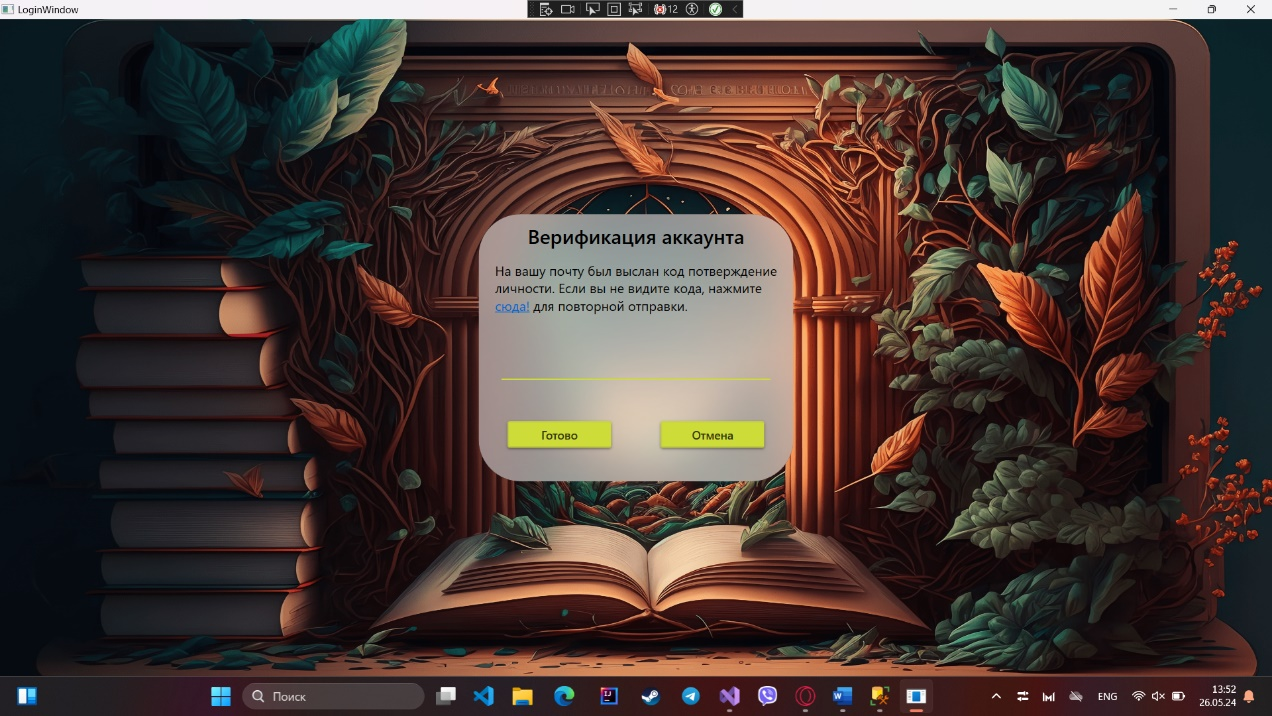 LoginWindow
12
Верификация аккаунта
На вашу почту был выслан код потверждение
личности. Если вы не видите кода, нажмите
сюда! для повторной отправки.
Готово
Отмена
Поиск
ENG
13:52
26.05.24